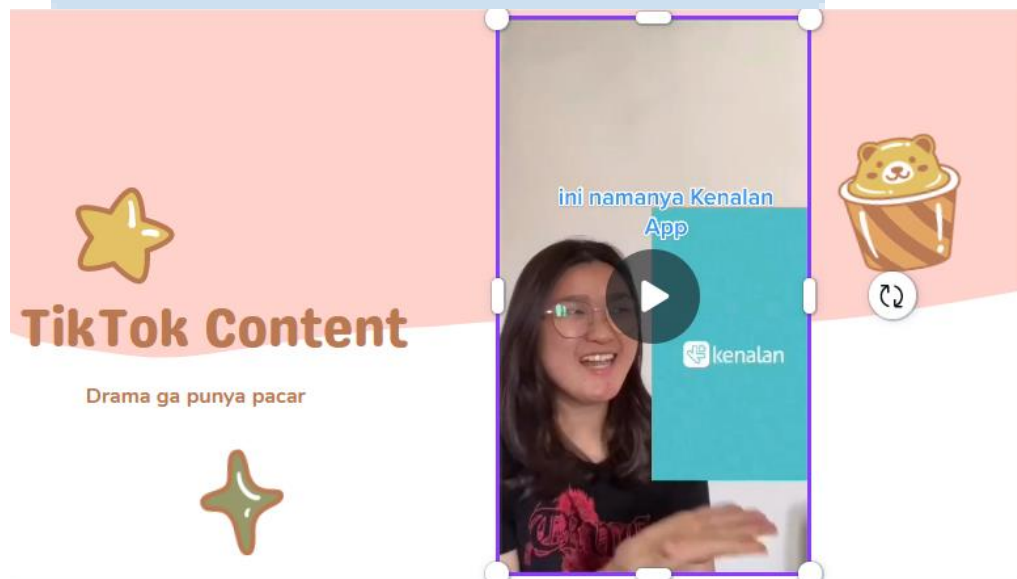 TikTok Content
Drama ga punya pacar
ini namanya Kenalan
App
kenalan